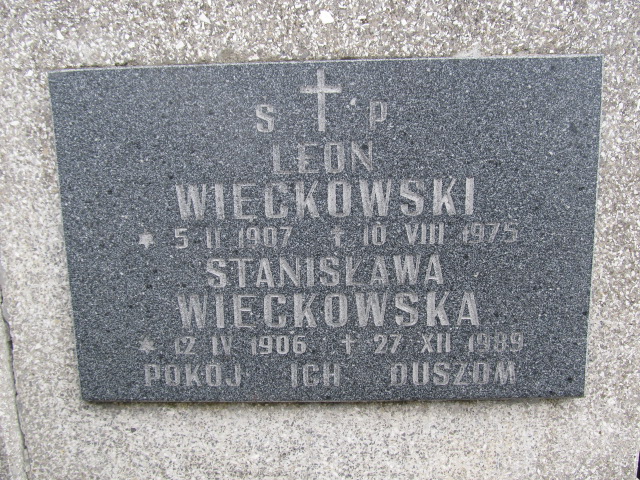 Ś P
LEON
WIĘCKOWSKI
* 5 II 1907 † 10 VIII 1975
STANISŁAWA
WIĘCKOWSKA
* 12 IV 1906 † 27 XII 1989
POKÓJ ICH DUSZOM